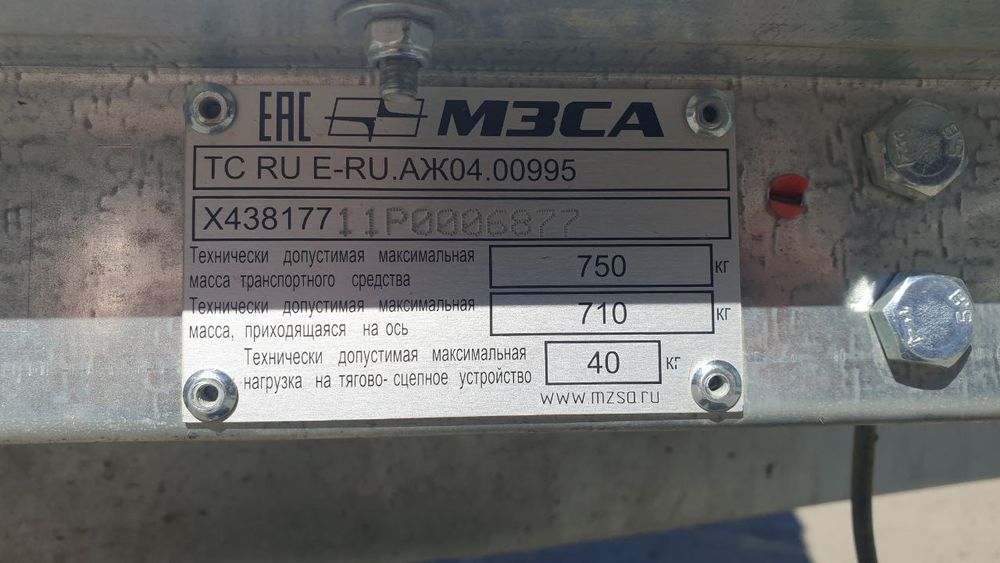 EAC МЗСА
ТС RU E-RU.АЖ04.00995
X43817711P0006877
Технически допустимая максимальная
масса транспортного средства
750 кг
Технически допустимая максимальная
масса, приходящаяся на ось
710 кг
Технически допустимая максимальная
нагрузка на тягово- сцепное устройство
40 кг
www.mzsa.ru